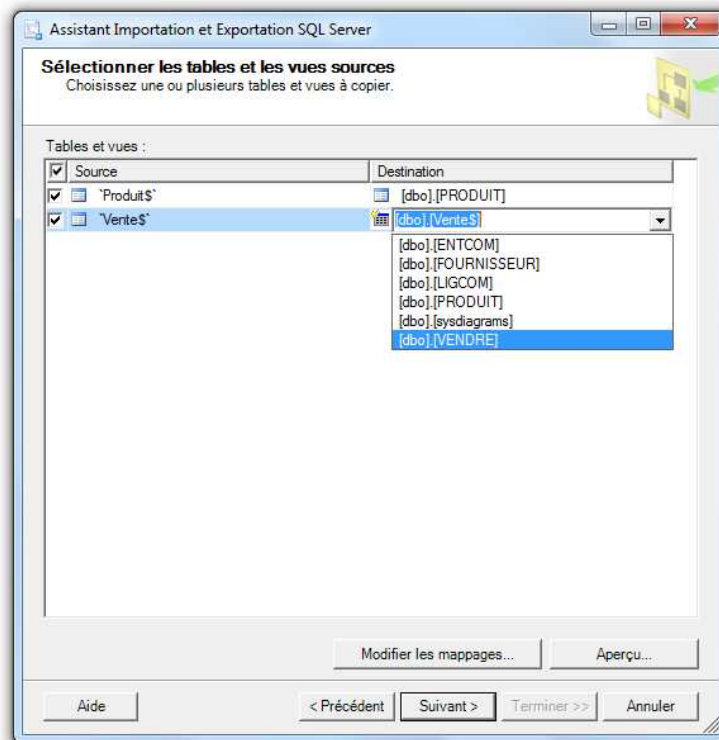 Assistant Importation et Exportation SQL Server
Sélectionner les tables et les vues sources
Choisissez une ou plusieurs tables et vues à copier.
Tables et vues :
Source Destination
`Produit$` [dbo].[PRODUIT]
`Vente$` [dbo].[Vente$]
[dbo].[ENTCOM]
[dbo].[FOURNISSEUR]
[dbo].[LIGCOM]
[dbo].[PRODUIT]
[dbo].[sysdiagrams]
[dbo].[VENDRE]
Modifier les mappages... Aperçu...
Aide < Précédent Suivant > Terminer >> Annuler